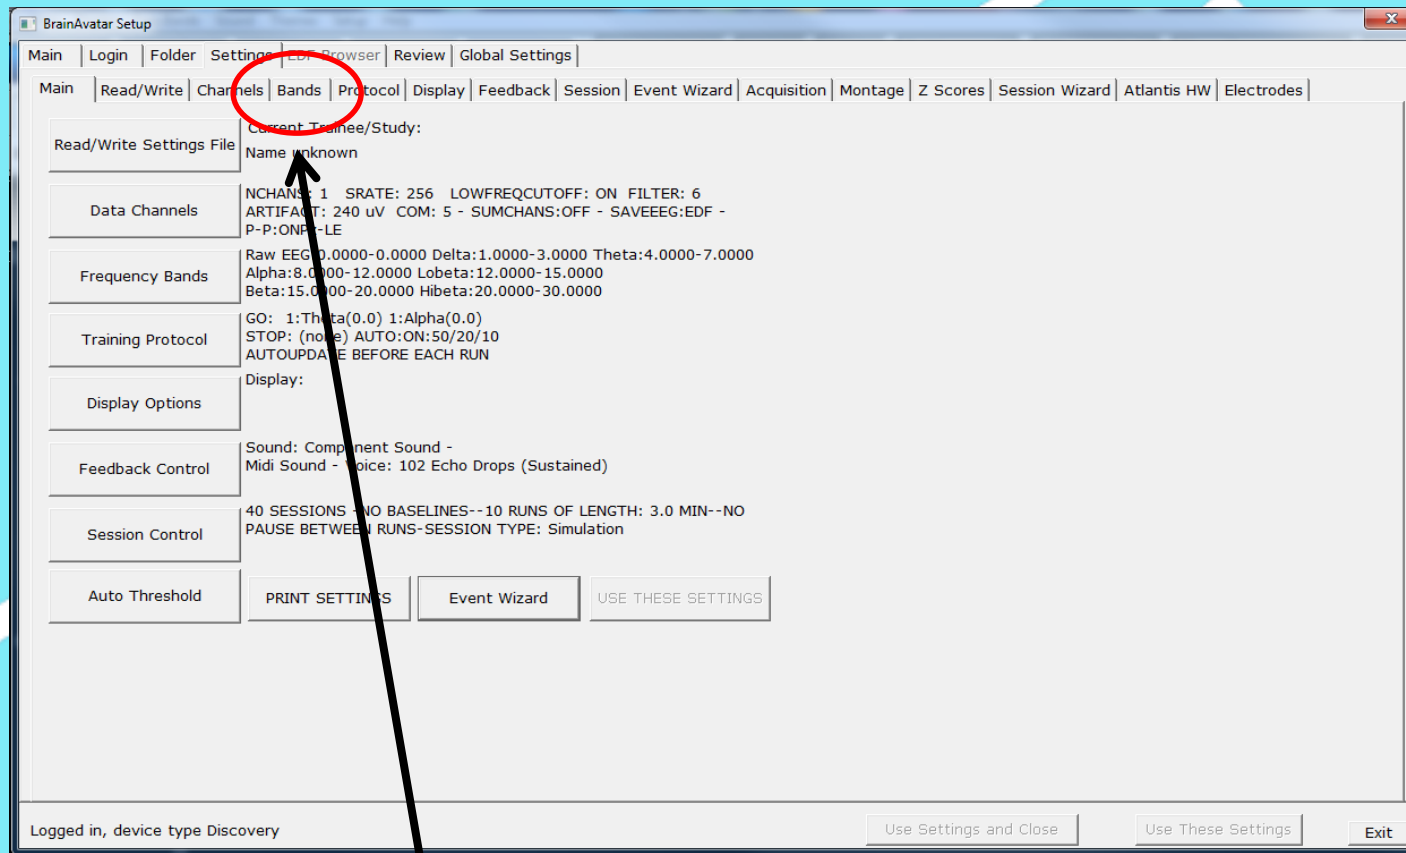 BrainAvatar Setup
Main Login Folder Settings EDF Browser Review Global Settings
Main Read/Write Channels Bands Protocol Display Feedback Session Event Wizard Acquisition Montage Z Scores Session Wizard Atlantis HW Electrodes
Read/Write Settings File
Current Trainee/Study:
Name unknown
Data Channels
NCHANS: 1 SRATE: 256 LOWFREQCUTOFF: ON FILTER: 6
ARTIFACT: 240 uV COM: 5 - SUMCHANS:OFF - SAVEEEG:EDF -
Frequency Bands
Raw EEG:0.0000-0.0000 Delta:1.0000-3.0000 Theta:4.0000-7.0000
Alpha:8.0000-12.0000 Lobeta:12.0000-15.0000
Beta:15.0000-20.0000 Hibeta:20.0000-30.0000
Training Protocol
GO: 1:Theta(0.0) 1:Alpha(0.0)
STOP: (none) AUTO:ON:50/20/10
AUTOUPDATE BEFORE EACH RUN
Display Options
Display:
Feedback Control
Sound: Component Sound -
Midi Sound - Voice: 102 Echo Drops (Sustained)
Session Control
40 SESSIONS -NO BASELINES--10 RUNS OF LENGTH: 3.0 MIN--NO
PAUSE BETWEEN RUNS-SESSION TYPE: Simulation
Auto Threshold
PRINT SETTINGS Event Wizard USE THESE SETTINGS
Logged in, device type Discovery
Use Settings and Close Use These Settings Exit